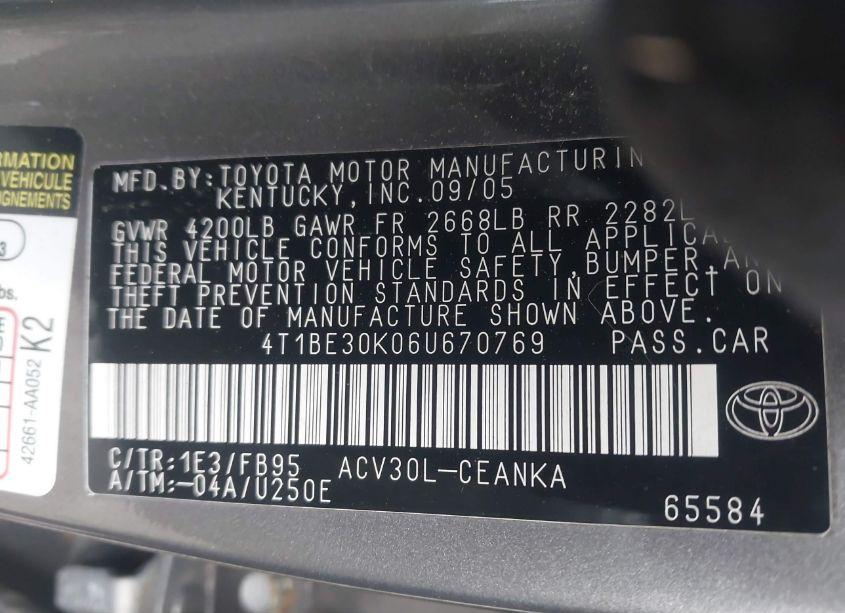 RMATION
VEHICULE
IGNEMENTS
3
bs.
K2
42661-AA052
MFD.BY:TOYOTA MOTOR MANUFACTURIN
KENTUCKY,INC.09/05
GVWR 4200LB GAWR FR 2668LB RR 2282L
THIS VEHICLE CONFORMS TO ALL APPLICA
FEDERAL MOTOR VEHICLE SAFETY,BUMPER,AN
THEFT PREVENTION STANDARDS IN EFFECT ON
THE DATE OF MANUFACTURE SHOWN ABOVE.
4T1BE30K06U670769 PASS.CAR
C/TR:1E3/FB95 ACV30L-CEANKA
A/TM:-04A/U250E
65584